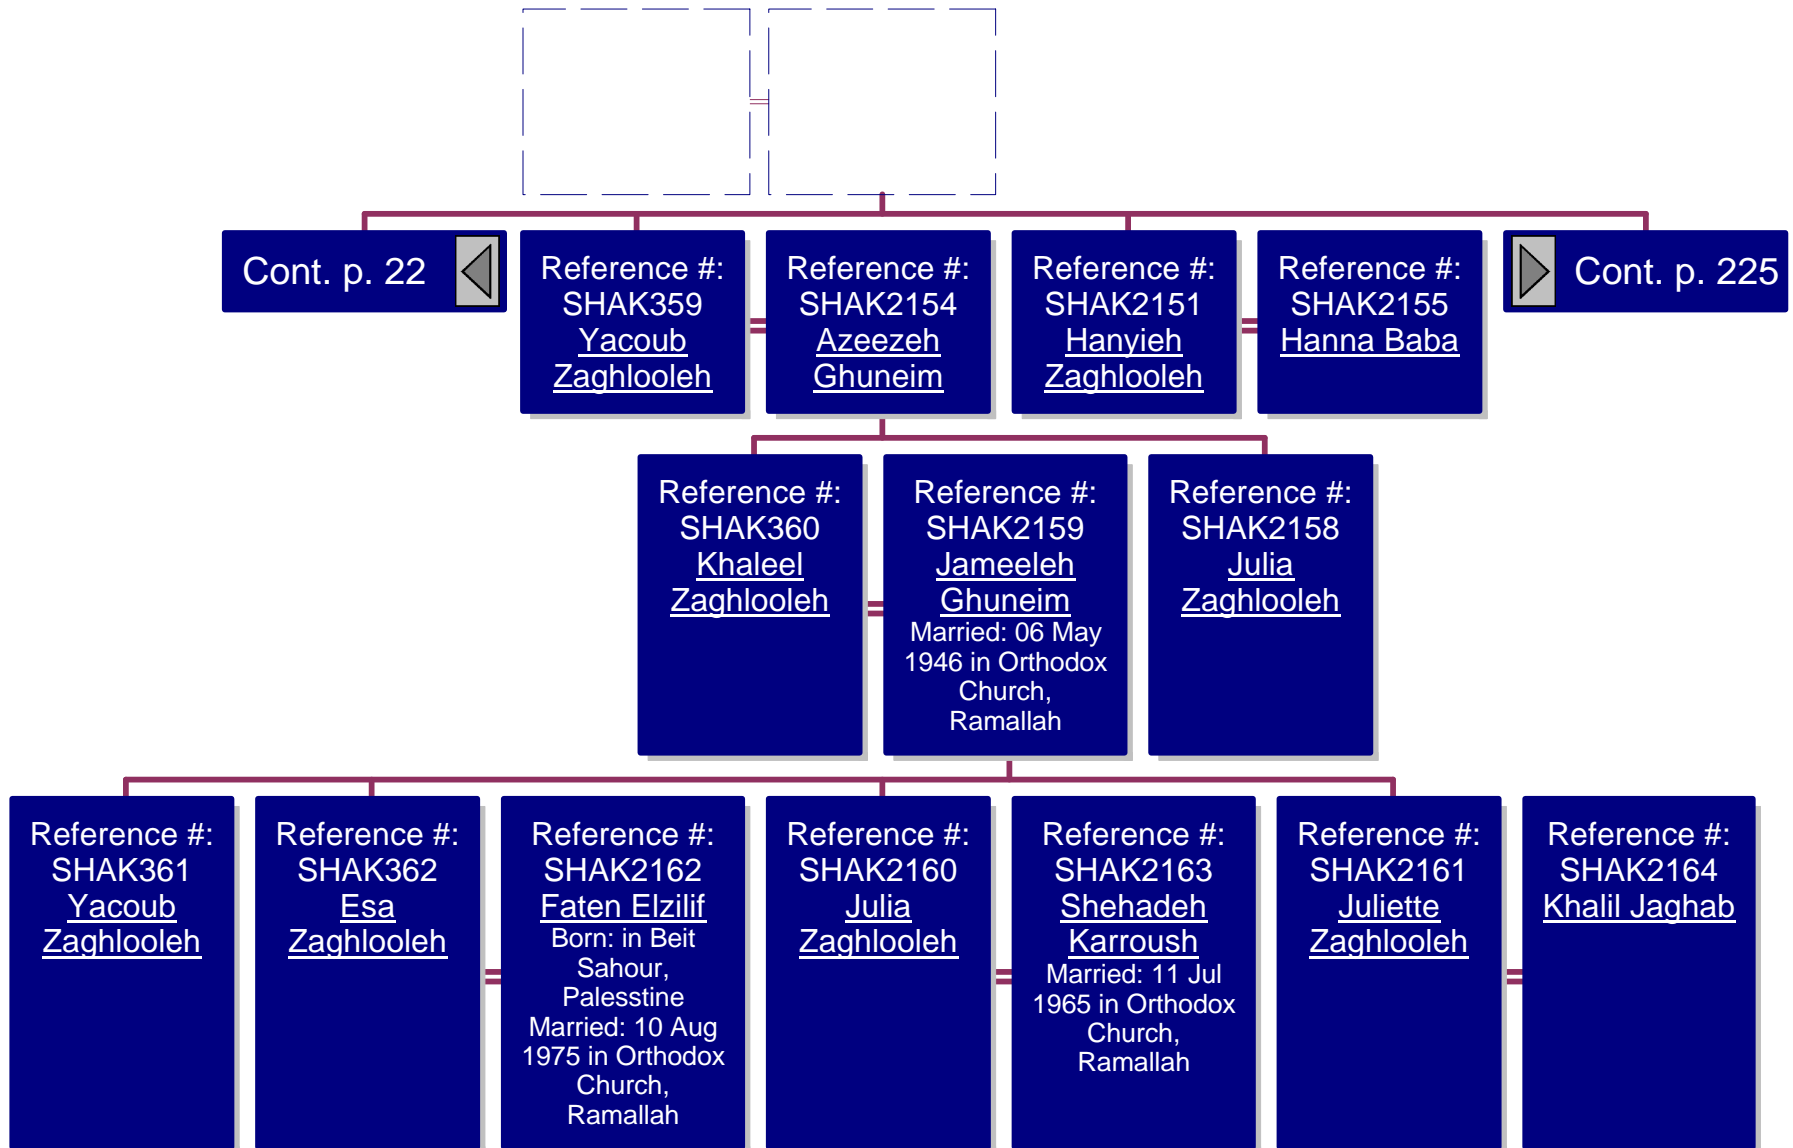 Cont. p. 22
Reference #:
SHAK359
Yacoub
Zaghlooleh
Reference #:
SHAK2154
Azeezeh
Ghuneim
Reference #:
SHAK2151
Hanyieh
Zaghlooleh
Reference #:
SHAK2155
Hanna Baba
Cont. p. 225
Reference #:
SHAK360
Khaleel
Zaghlooleh
Reference #:
SHAK2159
Jameeleh
Ghuneim
Married: 06 May
1946 in Orthodox
Church,
Ramallah
Reference #:
SHAK2158
Julia
Zaghlooleh
Reference #:
SHAK361
Yacoub
Zaghlooleh
Reference #:
SHAK362
Esa
Zaghlooleh
Reference #:
SHAK2162
Faten Elzilif
Born: in Beit
Sahour,
Palesstine
Married: 10 Aug
1975 in Orthodox
Church,
Ramallah
Reference #:
SHAK2160
Julia
Zaghlooleh
Reference #:
SHAK2163
Shehadeh
Karroush
Married: 11 Jul
1965 in Orthodox
Church,
Ramallah
Reference #:
SHAK2161
Juliette
Zaghlooleh
Reference #:
SHAK2164
Khalil Jaghab